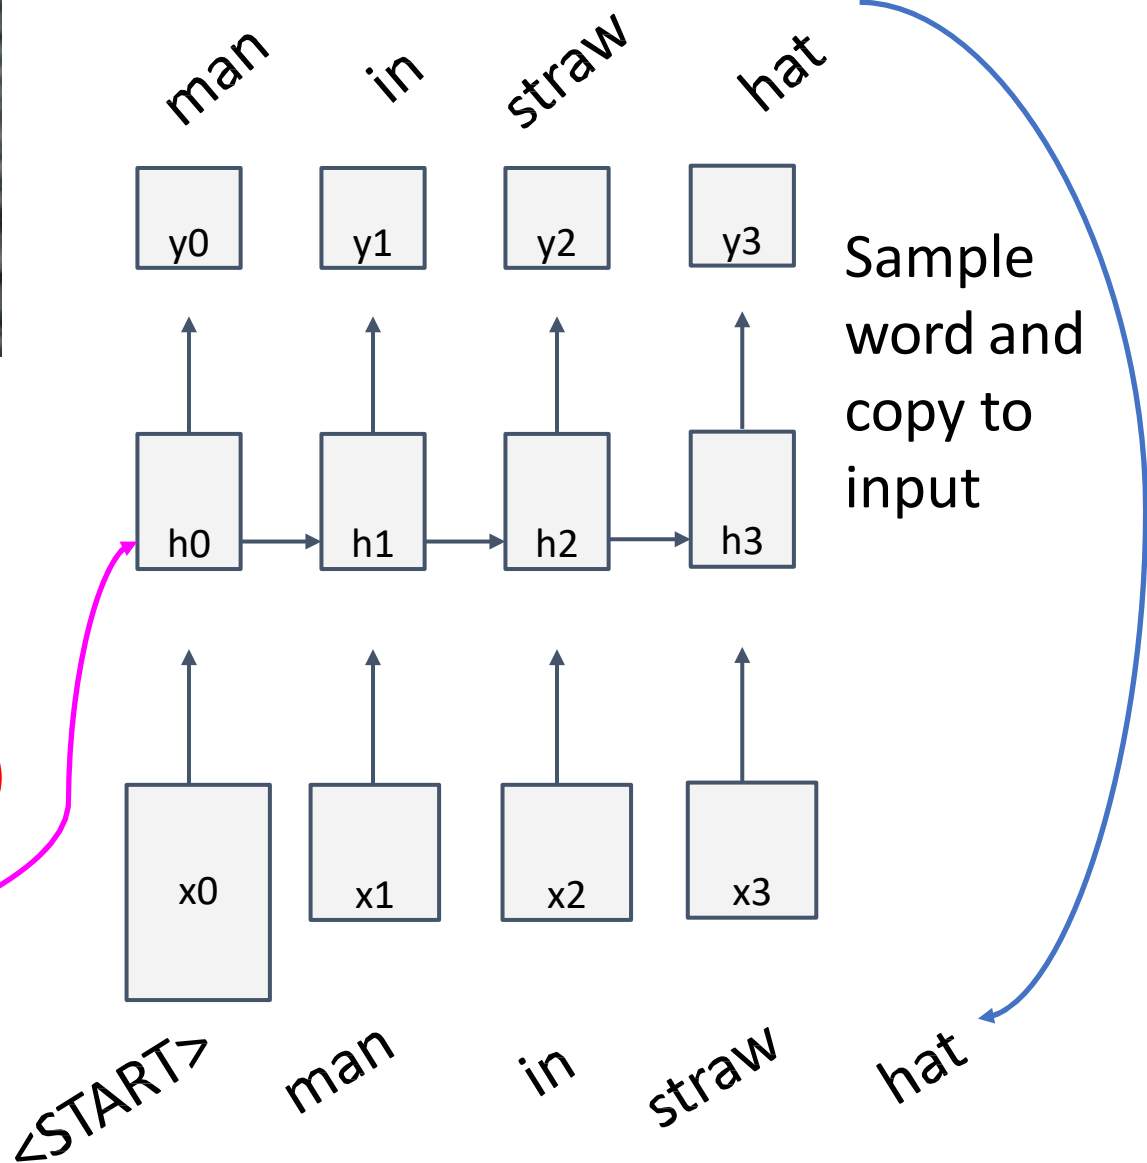 man in straw hat
y0 y1 y2 y3
Sample
word and
copy to
input
h0 h1 h2 h3
x0 x1 x2 x3
<START> man in straw hat